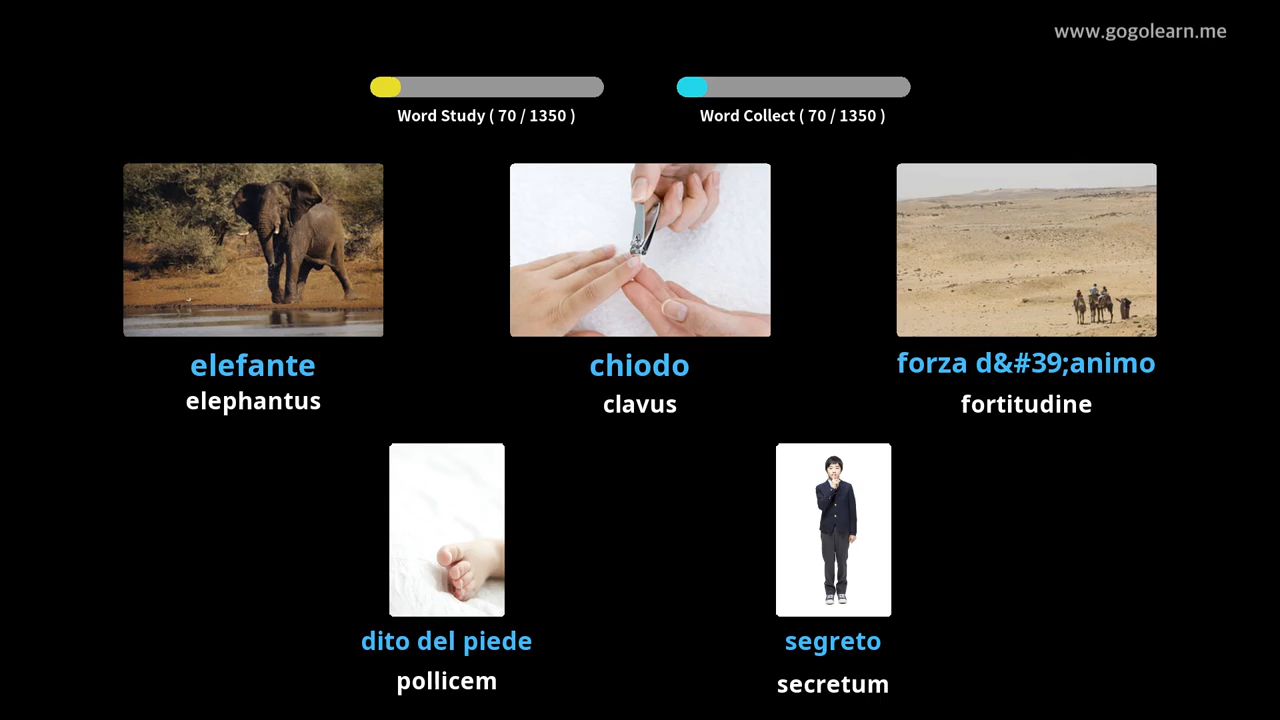 www.gogolearn.me
Word Study ( 70 / 1350 )
Word Collect ( 70 / 1350 )
elefante
elephantus
chiodo
clavus
forza d&#39;animo
fortitudine
dito del piede
pollicem
segreto
secretum